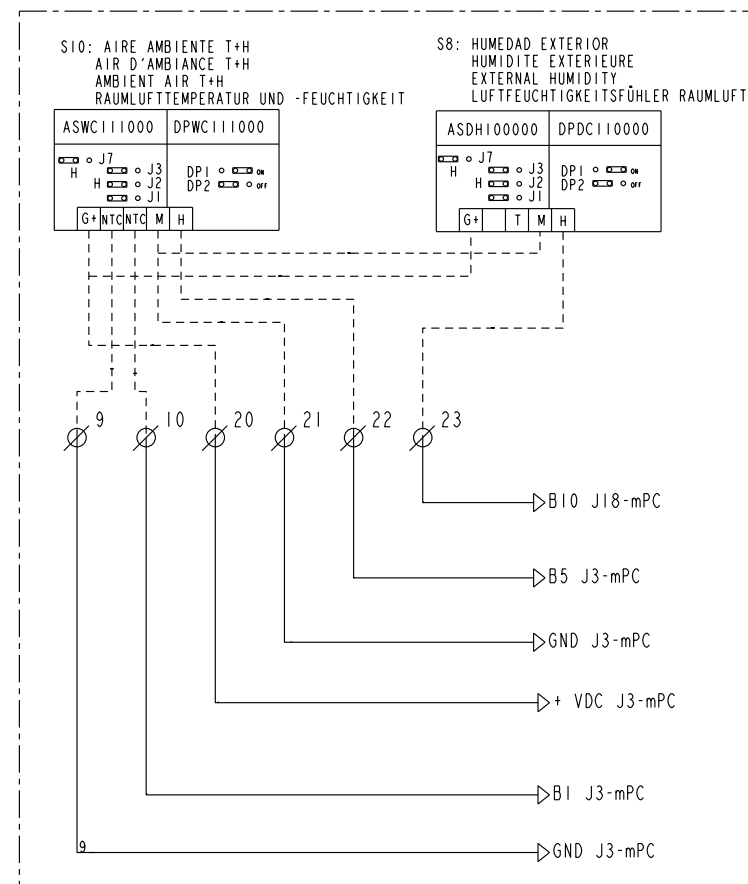 S10: AIRE AMBIENTE T+H
AIR D'AMBIANCE T+H
AMBIENT AIR T+H
RAUMLUFTTEMPERATUR UND -FEUCHTIGKEIT
S8: HUMEDAD EXTERIOR
HUMIDITE EXTERIEURE
EXTERNAL HUMIDITY
LUFTFEUCHTIGKEITSFÜHLER RAUMLUFT
ASWC111000 DPWC111000
J7
H
J3
H J2
J1
DP1 ON
DP2 OFF
G+ NTC NTC M H
ASDH100000 DPDC110000
J7
H
J3
H J2
J1
DP1 ON
DP2 OFF
G+ T M H
9 10 20 21 22 23
B10 J18-mPC
B5 J3-mPC
GND J3-mPC
+ VDC J3-mPC
B1 J3-mPC
9
GND J3-mPC